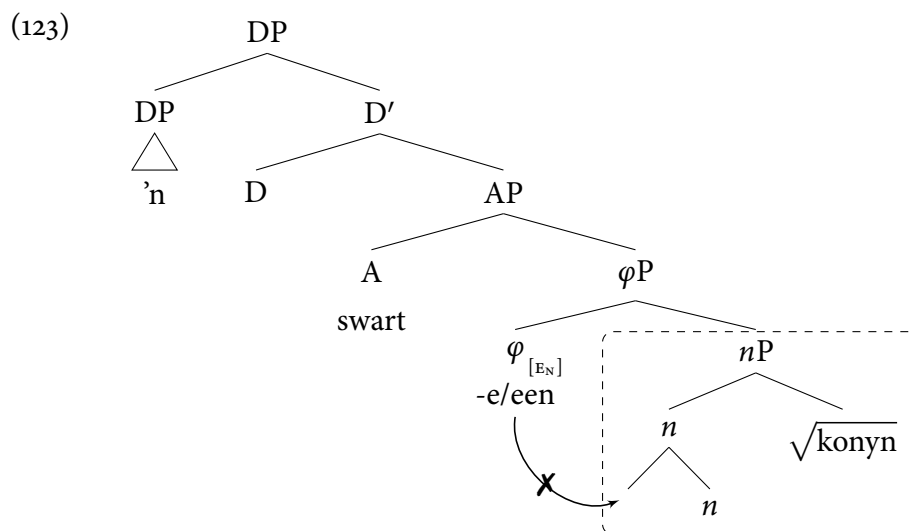 (123)
DP
DP D′
’n D AP
A φP
swart
φ[EN] nP
-e/een
n √konyn
✗
n